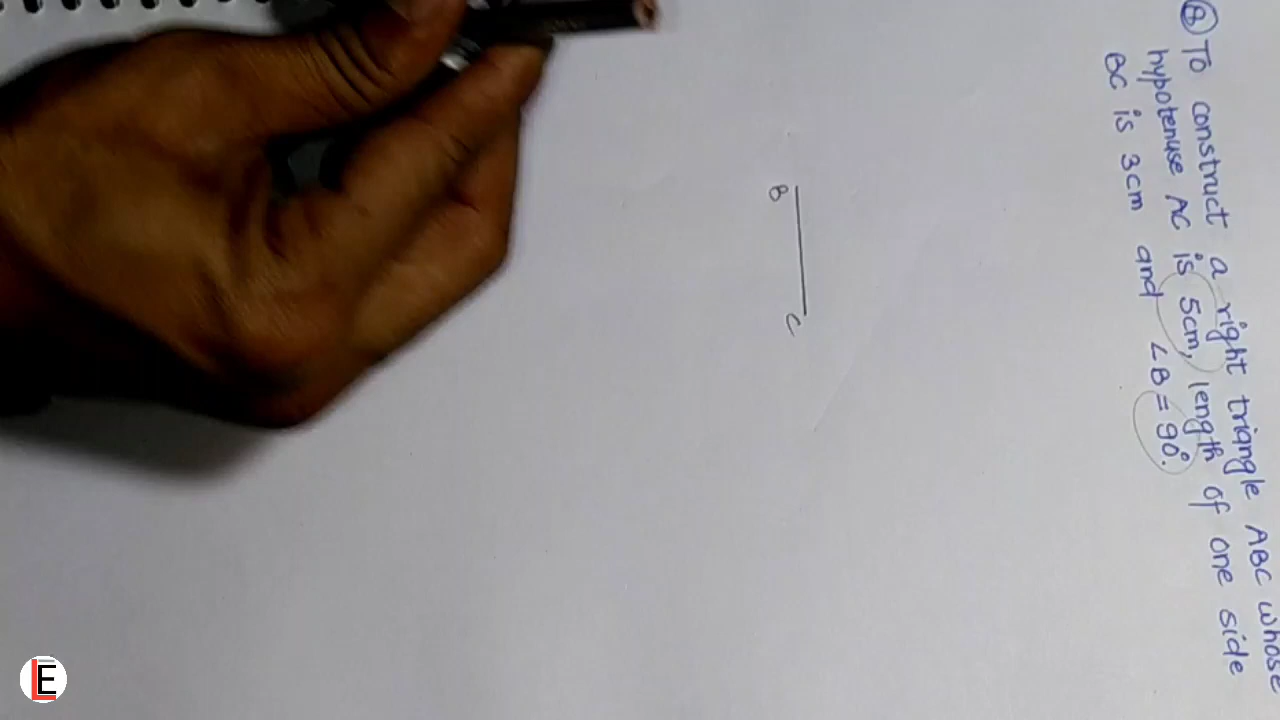 (B) To construct a right triangle ABC whose
hypotenuse AC is 5cm, length of one side
BC is 3cm and ∠B = 90°.
B
C
LE